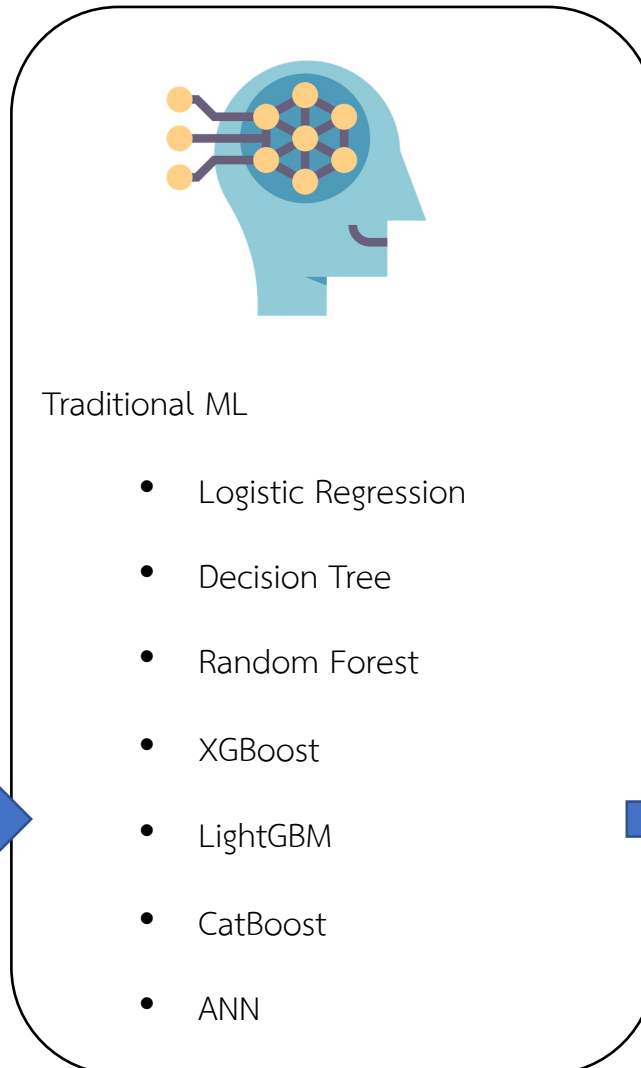 Traditional ML
• Logistic Regression
• Decision Tree
• Random Forest
• XGBoost
• LightGBM
• CatBoost
• ANN